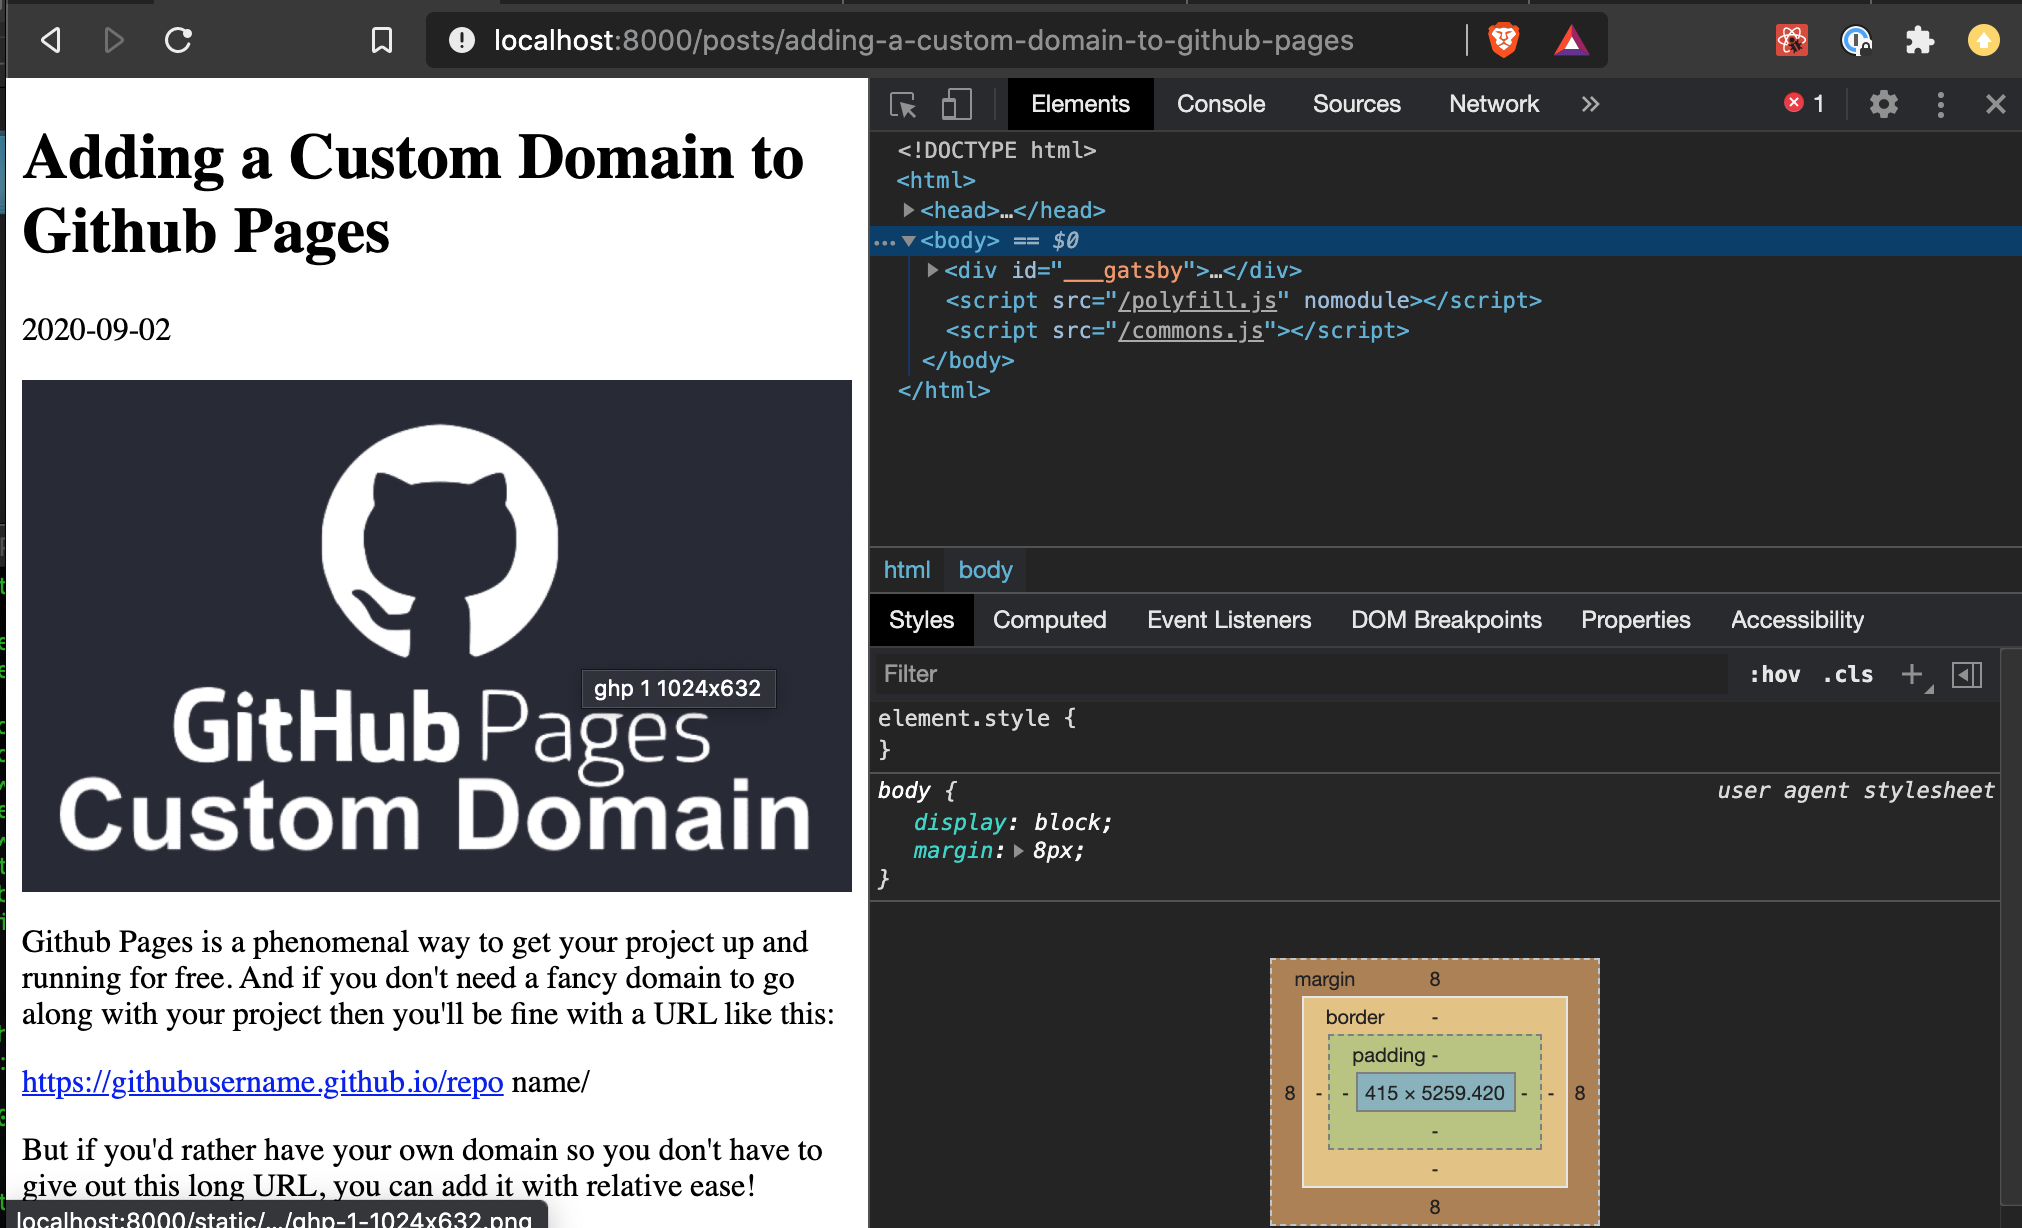 localhost:8000/posts/adding-a-custom-domain-to-github-pages
Adding a Custom Domain to
Github Pages
2020-09-02
GitHub Pages
ghp 1 1024x632
Custom Domain
Github Pages is a phenomenal way to get your project up and
running for free. And if you don't need a fancy domain to go
along with your project then you'll be fine with a URL like this:
https://githubusername.github.io/repo name/
But if you'd rather have your own domain so you don't have to
give out this long URL, you can add it with relative ease!
localhost:8000/static/.../ghp-1-1024x632.png
Elements Console Sources Network » 1
<!DOCTYPE html>
<html>
<head>…</head>
… <body> == $0
<div id="___gatsby">…</div>
<script src="/polyfill.js" nomodule></script>
<script src="/commons.js"></script>
</body>
</html>
html body
Styles Computed Event Listeners DOM Breakpoints Properties Accessibility
Filter :hov .cls +
element.style {
}
body { user agent stylesheet
display: block;
margin: 8px;
}
margin 8
border -
padding -
8 - - 415 × 5259.420 - - 8
-
-
8